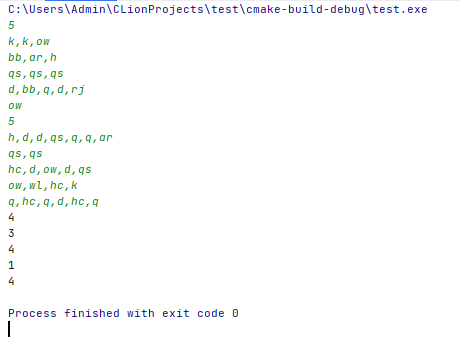 C:\Users\Admin\CLionProjects\test\cmake-build-debug\test.exe
5
k,k,ow
bb,ar,h
qs,qs,qs
d,bb,q,d,rj
ow
5
h,d,d,qs,q,q,ar
qs,qs
hc,d,ow,d,qs
ow,wl,hc,k
q,hc,q,d,hc,q
4
3
4
1
4
Process finished with exit code 0